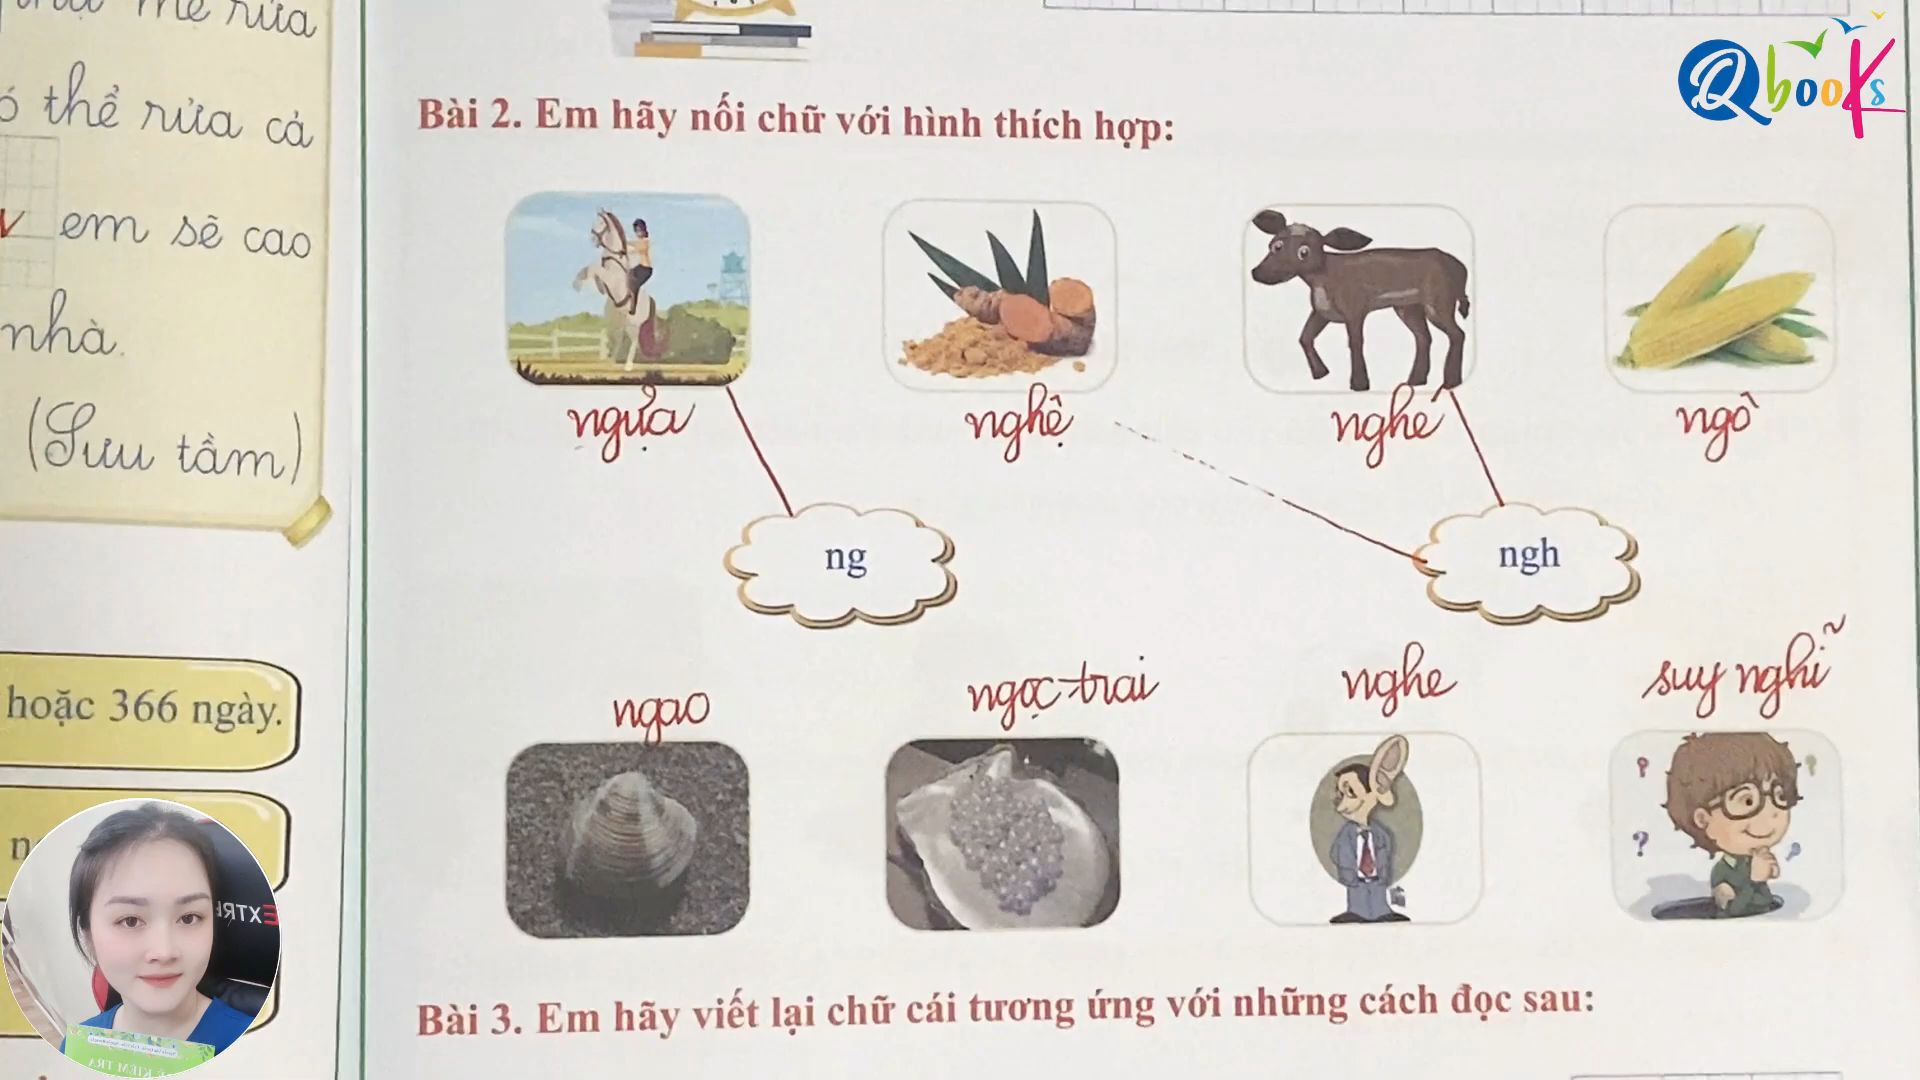 rửa
ó thể rửa cả
em sẽ cao
nhà.
(Sưu tầm)
hoặc 366 ngày.
Qbooks
Bài 2. Em hãy nối chữ với hình thích hợp:
ngựa
nghệ
nghé
ngô
ng
ngh
ngao
ngọc trai
nghe
suy nghĩ
Bài 3. Em hãy viết lại chữ cái tương ứng với những cách đọc sau: